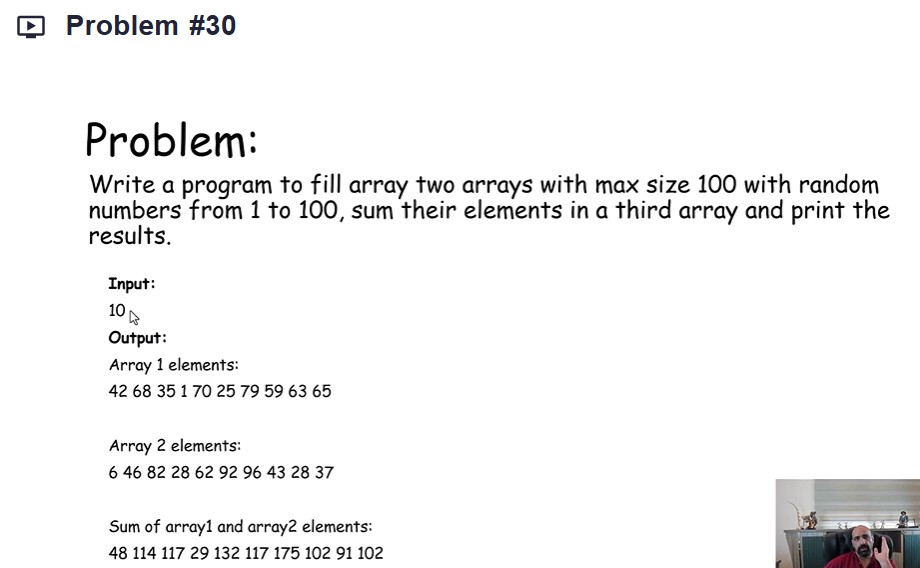 Problem #30
Problem:
Write a program to fill array two arrays with max size 100 with random
numbers from 1 to 100, sum their elements in a third array and print the
results.
Input:
10
Output:
Array 1 elements:
42 68 35 1 70 25 79 59 63 65
Array 2 elements:
6 46 82 28 62 92 96 43 28 37
Sum of array1 and array2 elements:
48 114 117 29 132 117 175 102 91 102